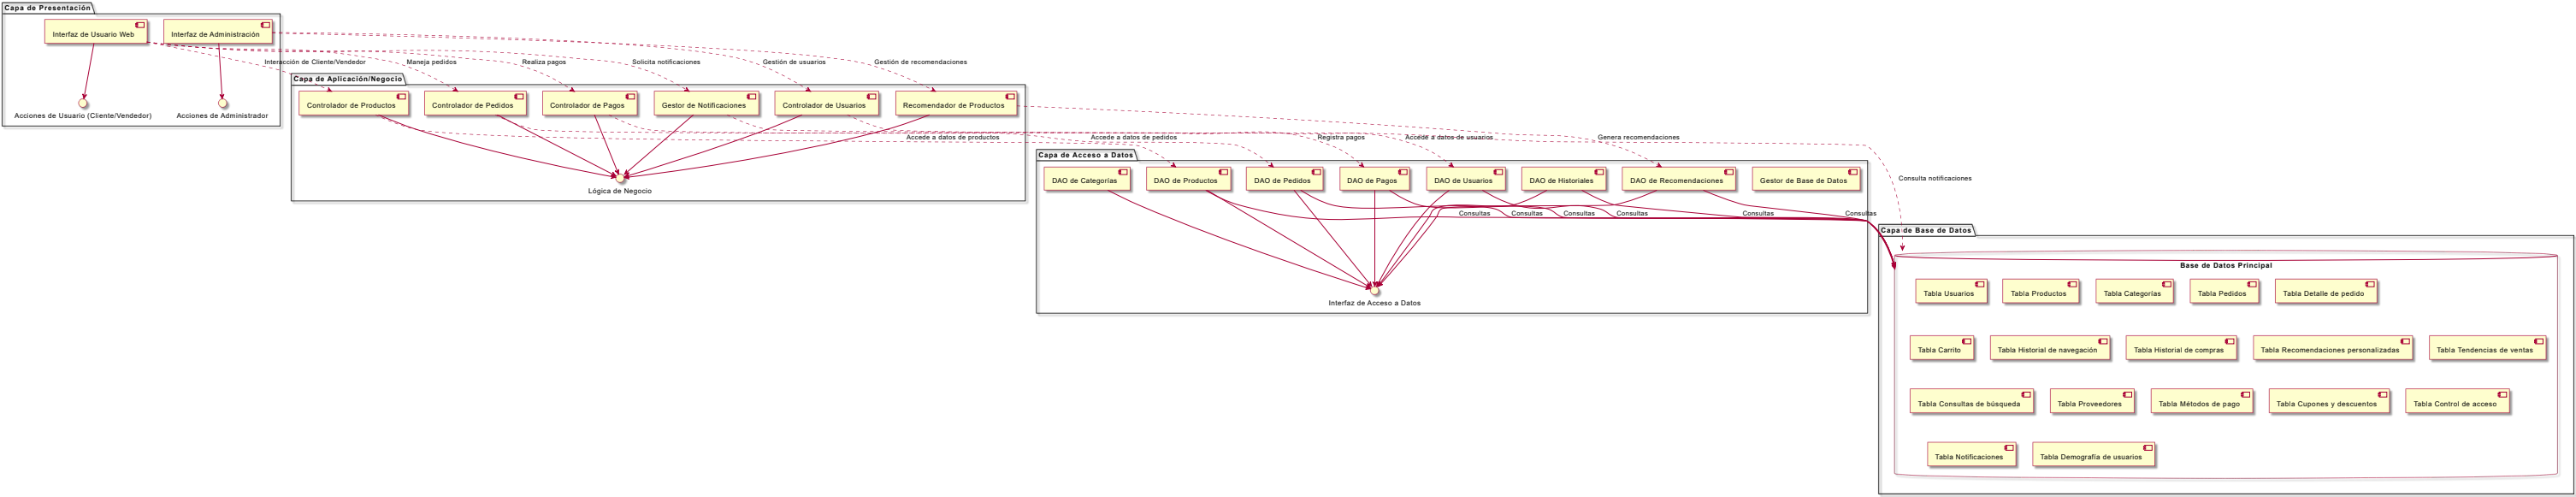 Capa de Presentación
Interfaz de Usuario Web
Interfaz de Administración
Interacción de Cliente/Vendedor
Maneja pedidos
Realiza pagos
Solicita notificaciones
Gestión de usuarios
Gestión de recomendaciones
Acciones de Usuario (Cliente/Vendedor)
Acciones de Administrador
Capa de Aplicación/Negocio
Controlador de Productos
Controlador de Pedidos
Controlador de Pagos
Gestor de Notificaciones
Controlador de Usuarios
Recomendador de Productos
Accede a datos de productos
Accede a datos de pedidos
Registra pagos
Accede a datos de usuarios
Genera recomendaciones
Consulta notificaciones
Lógica de Negocio
Capa de Acceso a Datos
DAO de Categorías
DAO de Productos
DAO de Pedidos
DAO de Pagos
DAO de Usuarios
DAO de Historiales
DAO de Recomendaciones
Gestor de Base de Datos
Consultas
Consultas
Consultas
Consultas
Consultas
Consultas
Interfaz de Acceso a Datos
Capa de Base de Datos
Base de Datos Principal
Tabla Usuarios
Tabla Productos
Tabla Categorías
Tabla Pedidos
Tabla Detalle de pedido
Tabla Carrito
Tabla Historial de navegación
Tabla Historial de compras
Tabla Recomendaciones personalizadas
Tabla Tendencias de ventas
Tabla Consultas de búsqueda
Tabla Proveedores
Tabla Métodos de pago
Tabla Cupones y descuentos
Tabla Control de acceso
Tabla Notificaciones
Tabla Demografía de usuarios